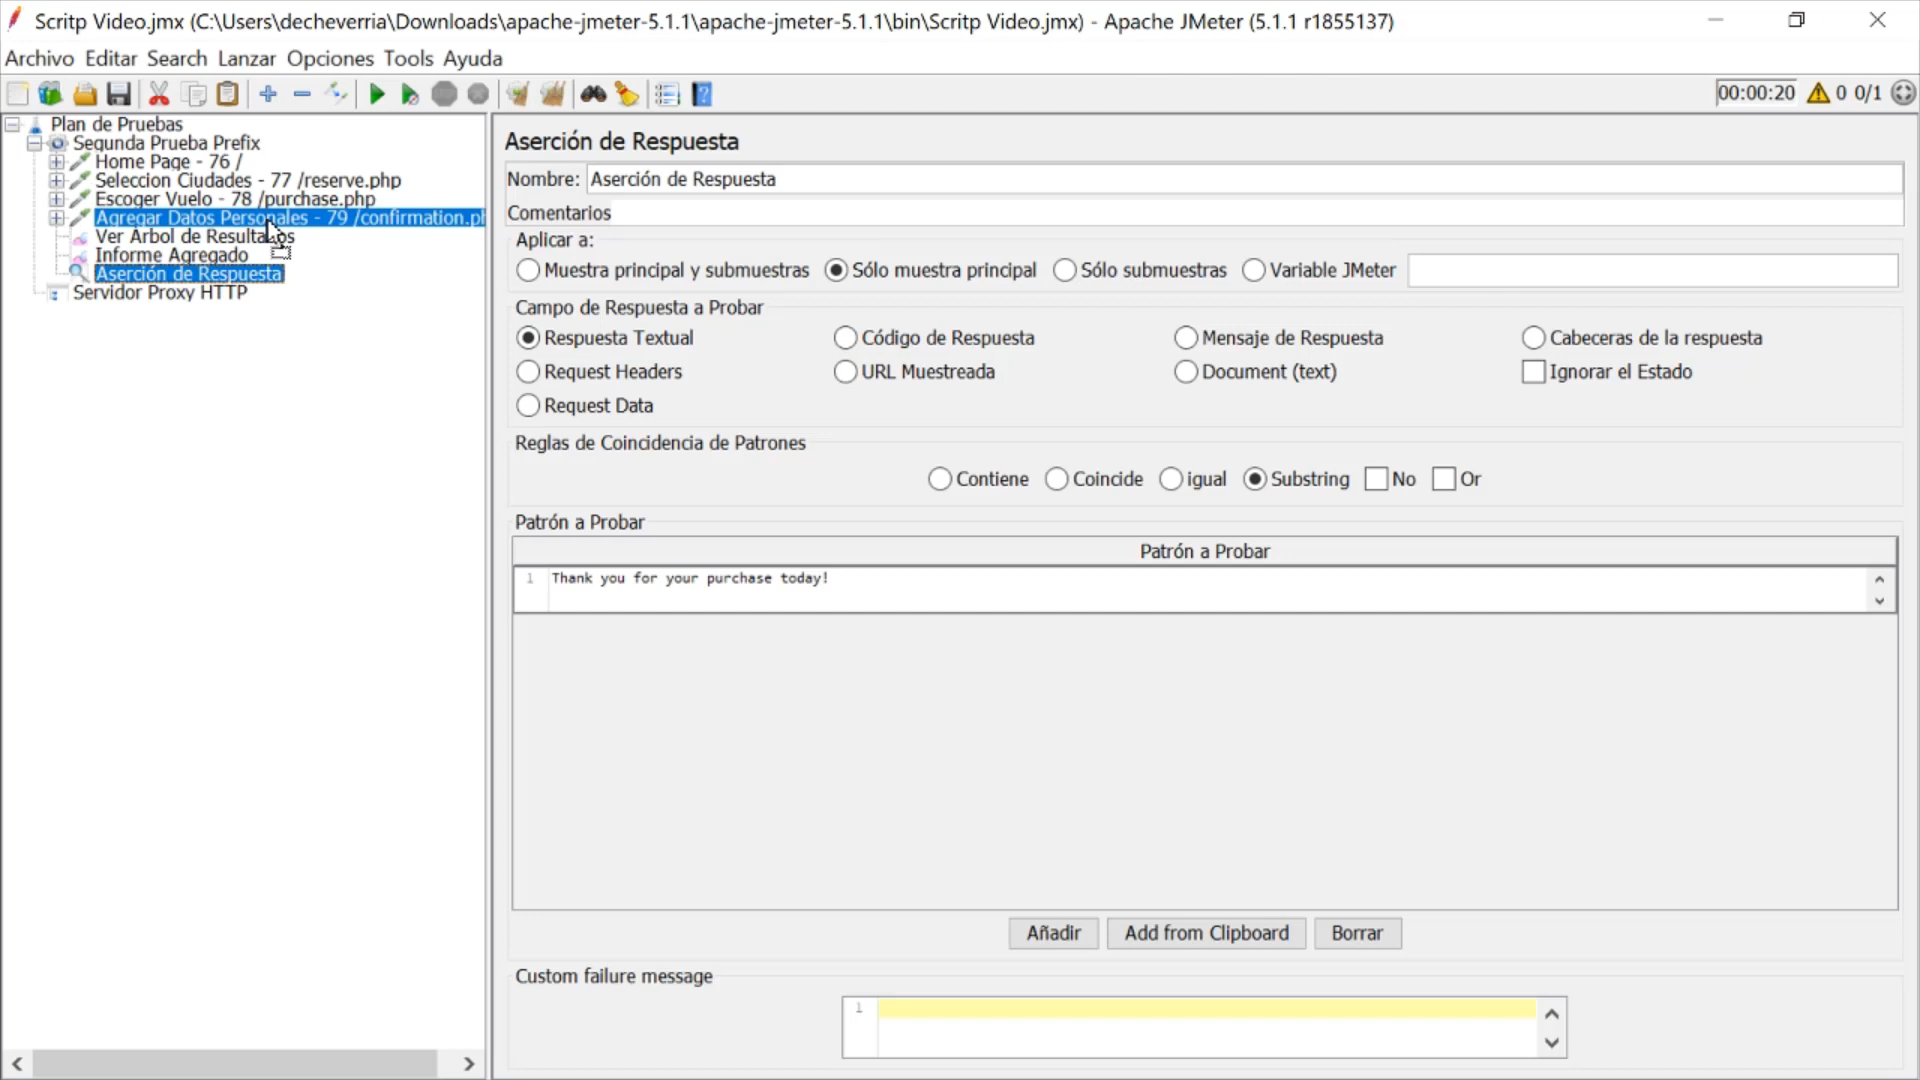 Scritp Video.jmx (C:\Users\decheverria\Downloads\apache-jmeter-5.1.1\apache-jmeter-5.1.1\bin\Scritp Video.jmx) - Apache JMeter (5.1.1 r1855137)
Archivo Editar Search Lanzar Opciones Tools Ayuda
00:00:20 0 0/1
Plan de Pruebas
Segunda Prueba Prefix
Home Page - 76 /
Seleccion Ciudades - 77 /reserve.php
Escoger Vuelo - 78 /purchase.php
Agregar Datos Personales - 79 /confirmation.ph
Ver Árbol de Resultados
Informe Agregado
Aserción de Respuesta
Servidor Proxy HTTP
Aserción de Respuesta
Nombre: Aserción de Respuesta
Comentarios
Aplicar a:
Muestra principal y submuestras Sólo muestra principal Sólo submuestras Variable JMeter
Campo de Respuesta a Probar
Respuesta Textual Código de Respuesta Mensaje de Respuesta Cabeceras de la respuesta
Request Headers URL Muestreada Document (text) Ignorar el Estado
Request Data
Reglas de Coincidencia de Patrones
Contiene Coincide igual Substring No Or
Patrón a Probar
Patrón a Probar
1 Thank you for your purchase today!
Añadir Add from Clipboard Borrar
Custom failure message
1